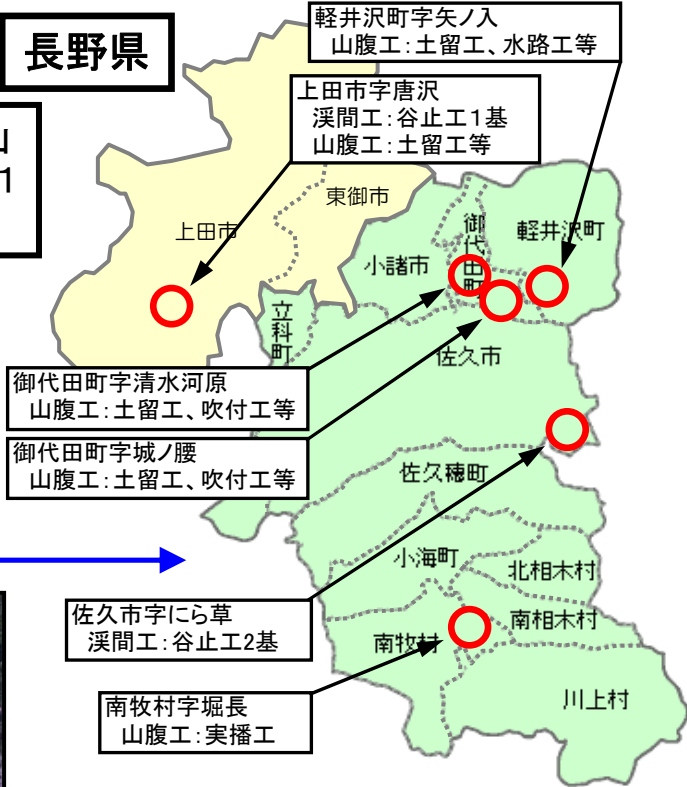 軽井沢町字矢ノ入
山腹工:土留工、水路工等
長野県
上田市字唐沢
渓間工:谷止工1基
山腹工:土留工等
山
1
東御市
上田市
御代田町
軽井沢町
小諸市
立科町
佐久市
御代田町字清水河原
山腹工:土留工、吹付工等
御代田町字城ノ腰
山腹工:土留工、吹付工等
佐久穂町
小海町
北相木村
佐久市字にら草
渓間工:谷止工2基
南牧村
南相木村
南牧村字堀長
山腹工:実播工
川上村